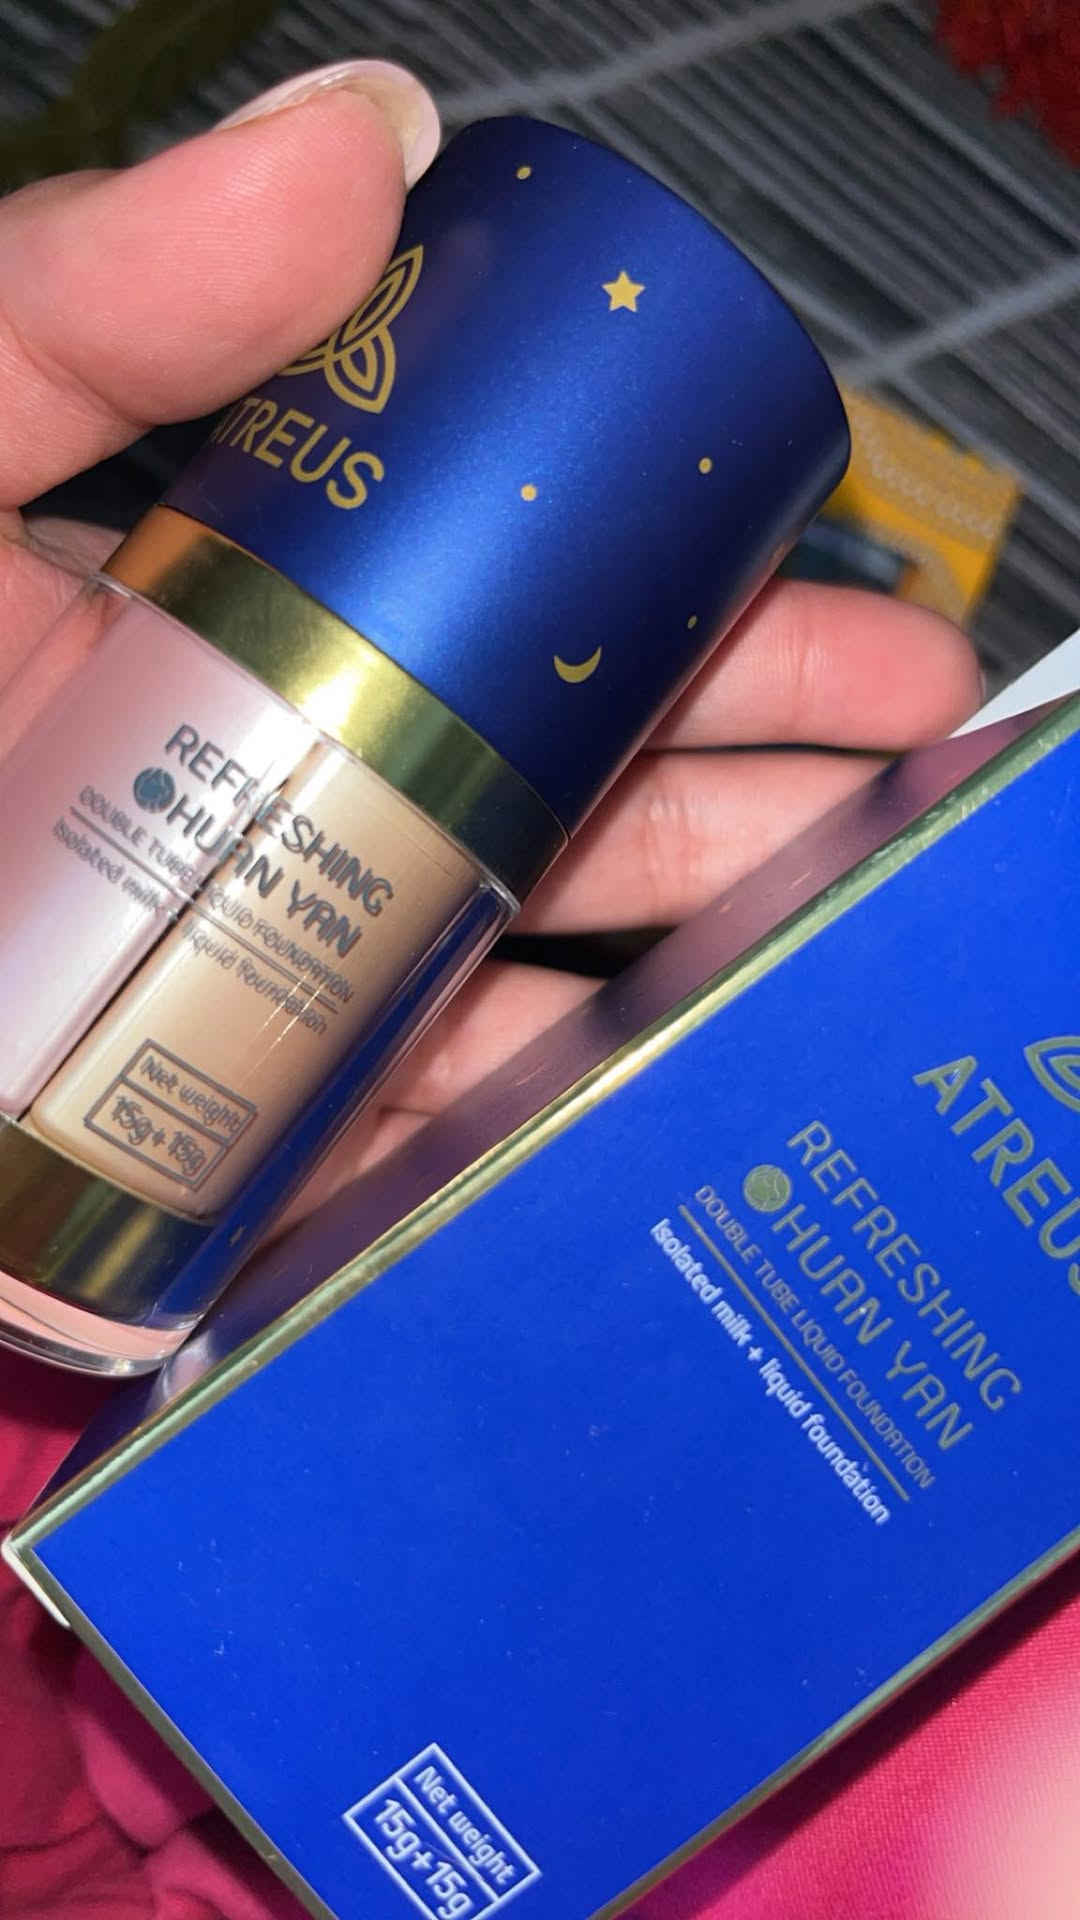 ATREUS
REFRESHING
HUAN YAN
DOUBLE TUBE LIQUID FOUNDATION
Isolated milk + liquid foundation
Net weight
15g+15g
ATREUS
REFRESHING
HUAN YAN
DOUBLE TUBE LIQUID FOUNDATION
Isolated milk + liquid foundation
Net weight
15g+15g